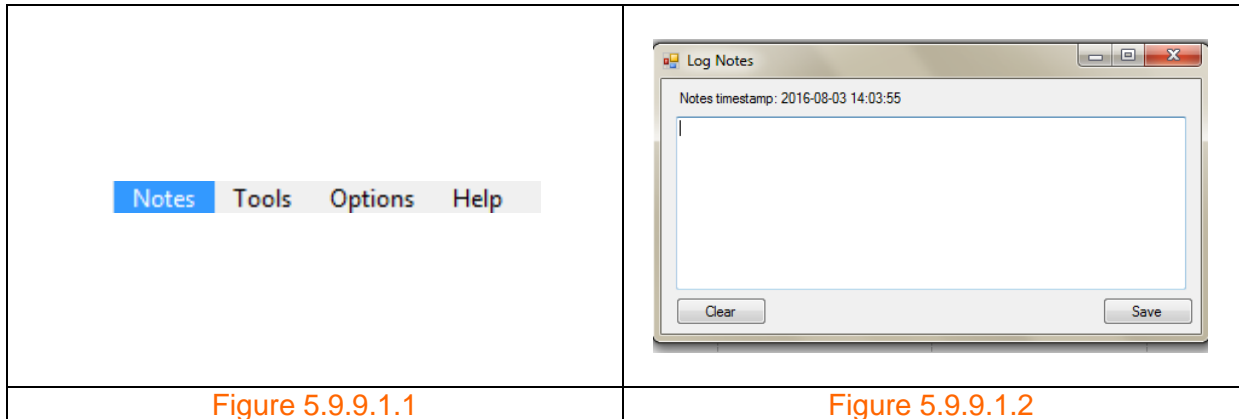 Notes Tools Options Help
Log Notes
Notes timestamp: 2016-08-03 14:03:55
Clear Save
Figure 5.9.9.1.1 Figure 5.9.9.1.2